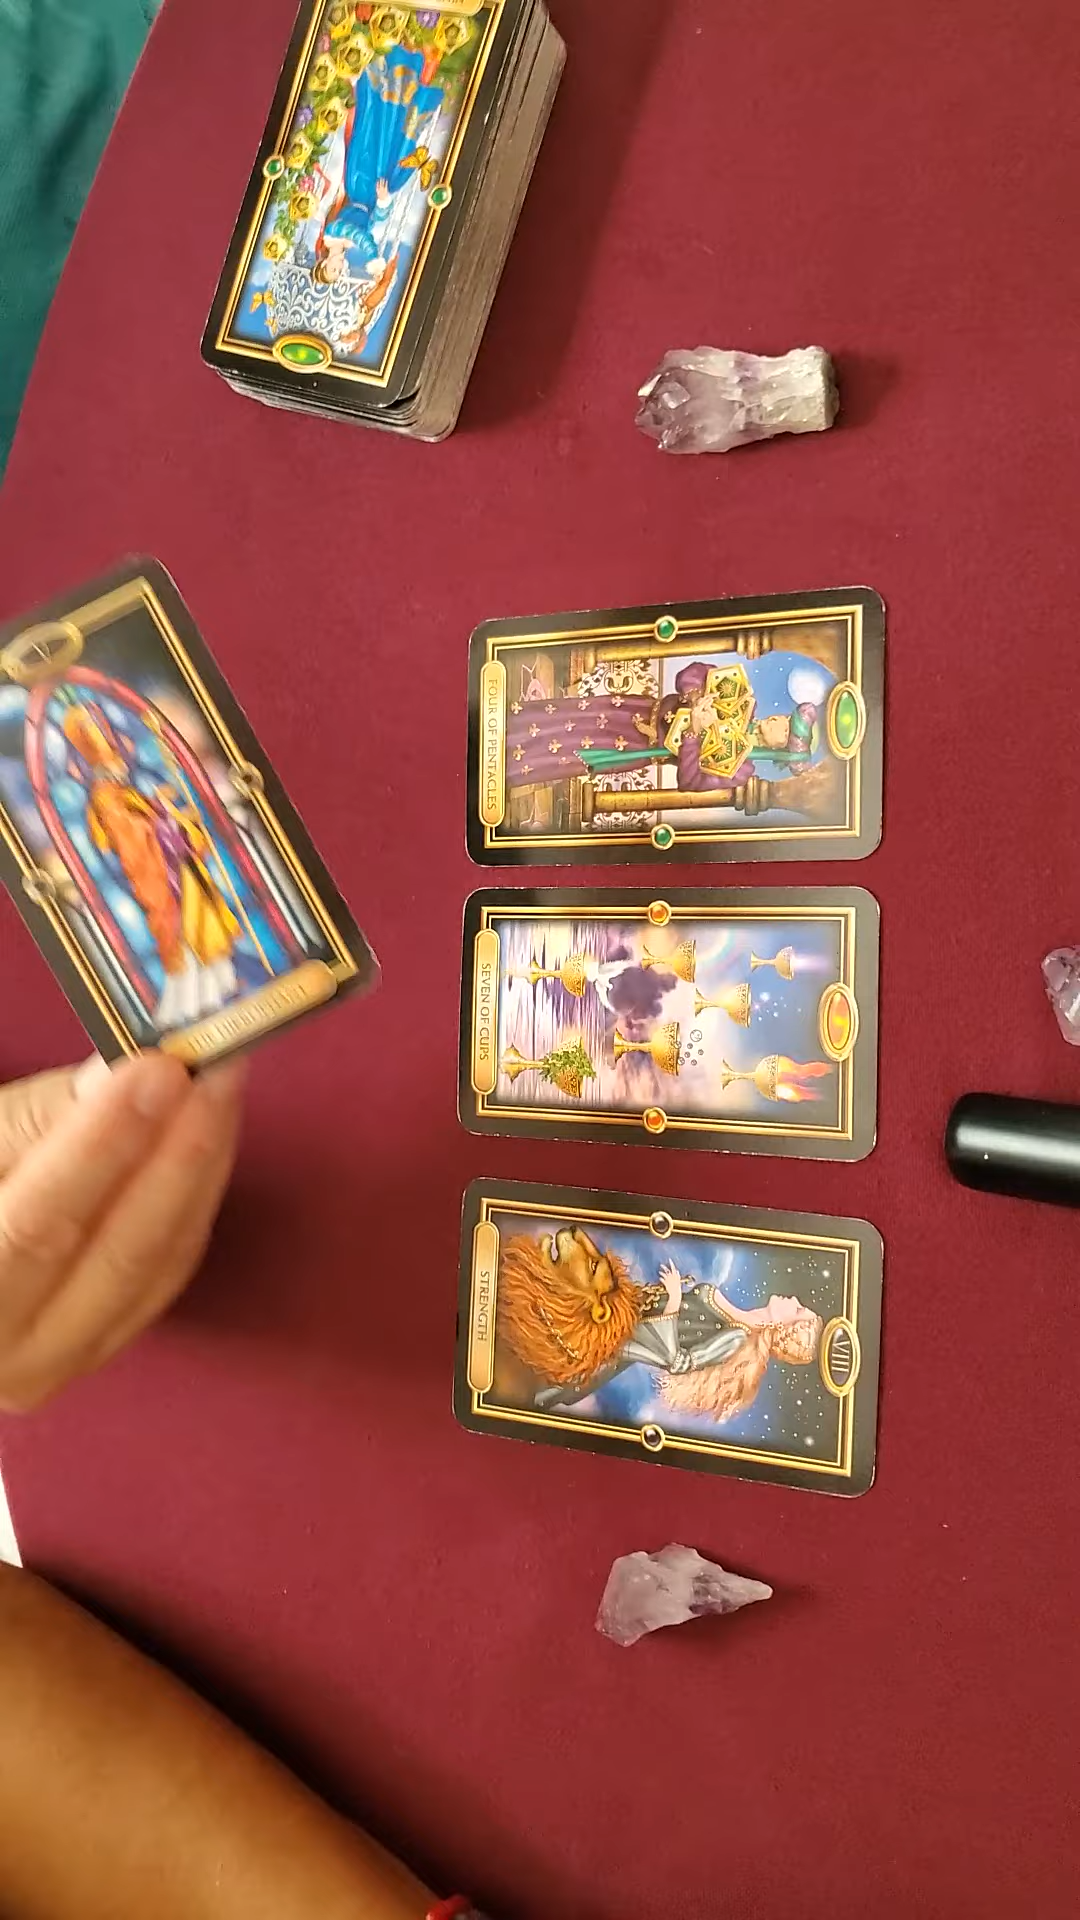 FOUR OF PENTACLES
SEVEN OF CUPS
STRENGTH
VIII